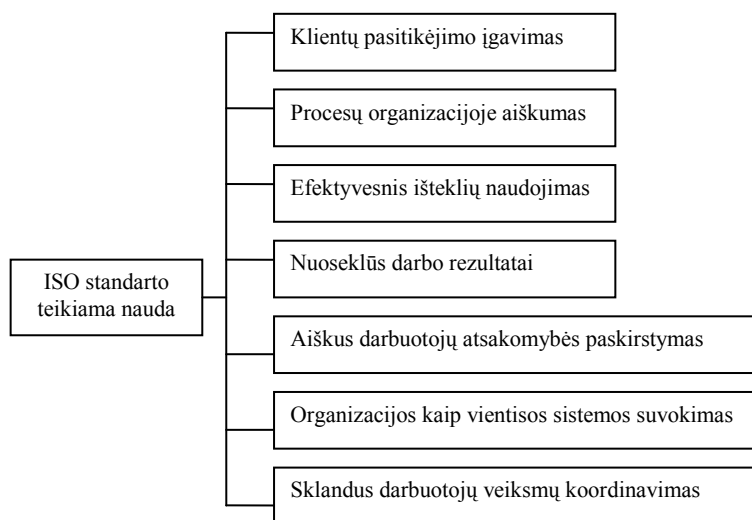 Klientų pasitikėjimo įgavimas
Procesų organizacijoje aiškumas
Efektyvesnis išteklių naudojimas
Nuoseklūs darbo rezultatai
ISO standarto
teikiama nauda
Aiškus darbuotojų atsakomybės paskirstymas
Organizacijos kaip vientisos sistemos suvokimas
Sklandus darbuotojų veiksmų koordinavimas